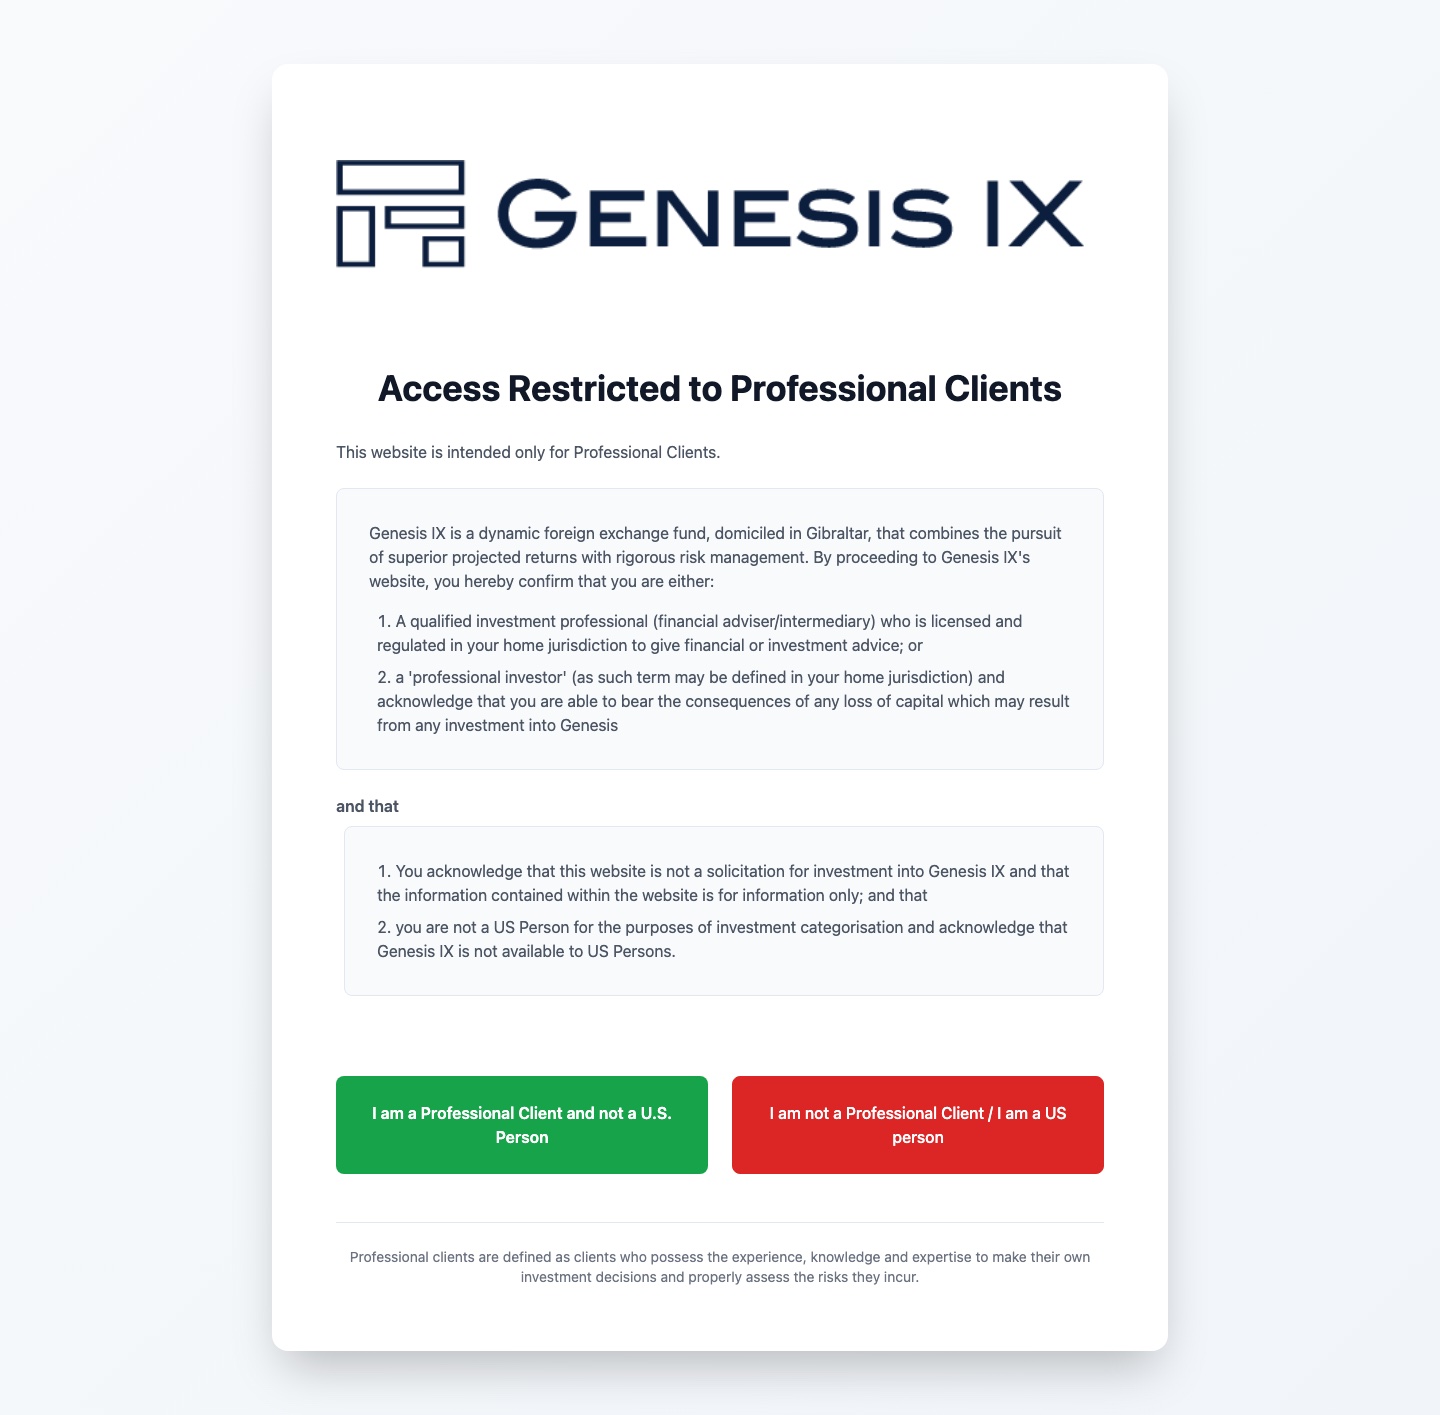 GENESIS IX
Access Restricted to Professional Clients
This website is intended only for Professional Clients.
Genesis IX is a dynamic foreign exchange fund, domiciled in Gibraltar, that combines the pursuit
of superior projected returns with rigorous risk management. By proceeding to Genesis IX's
website, you hereby confirm that you are either:
1. A qualified investment professional (financial adviser/intermediary) who is licensed and
regulated in your home jurisdiction to give financial or investment advice; or
2. a 'professional investor' (as such term may be defined in your home jurisdiction) and
acknowledge that you are able to bear the consequences of any loss of capital which may result
from any investment into Genesis
and that
1. You acknowledge that this website is not a solicitation for investment into Genesis IX and that
the information contained within the website is for information only; and that
2. you are not a US Person for the purposes of investment categorisation and acknowledge that
Genesis IX is not available to US Persons.
I am a Professional Client and not a U.S.
Person
I am not a Professional Client / I am a US
person
Professional clients are defined as clients who possess the experience, knowledge and expertise to make their own
investment decisions and properly assess the risks they incur.